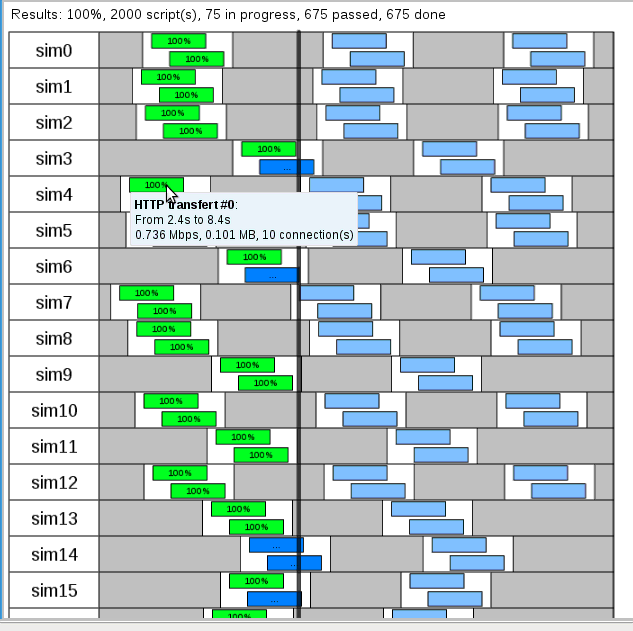 Results: 100%, 2000 script(s), 75 in progress, 675 passed, 675 done
sim0 100%
100%
sim1 100%
100%
sim2 100%
100%
sim3 100%
...
sim4 100%
HTTP transfert #0:
From 2.4s to 8.4s
0.736 Mbps, 0.101 MB, 10 connection(s)
sim5
sim6 100%
...
sim7 100%
100%
sim8 100%
100%
sim9 100%
100%
sim10 100%
100%
sim11 100%
100%
sim12 100%
100%
sim13 100%
100%
sim14 ...
...
sim15 100%
...
100%